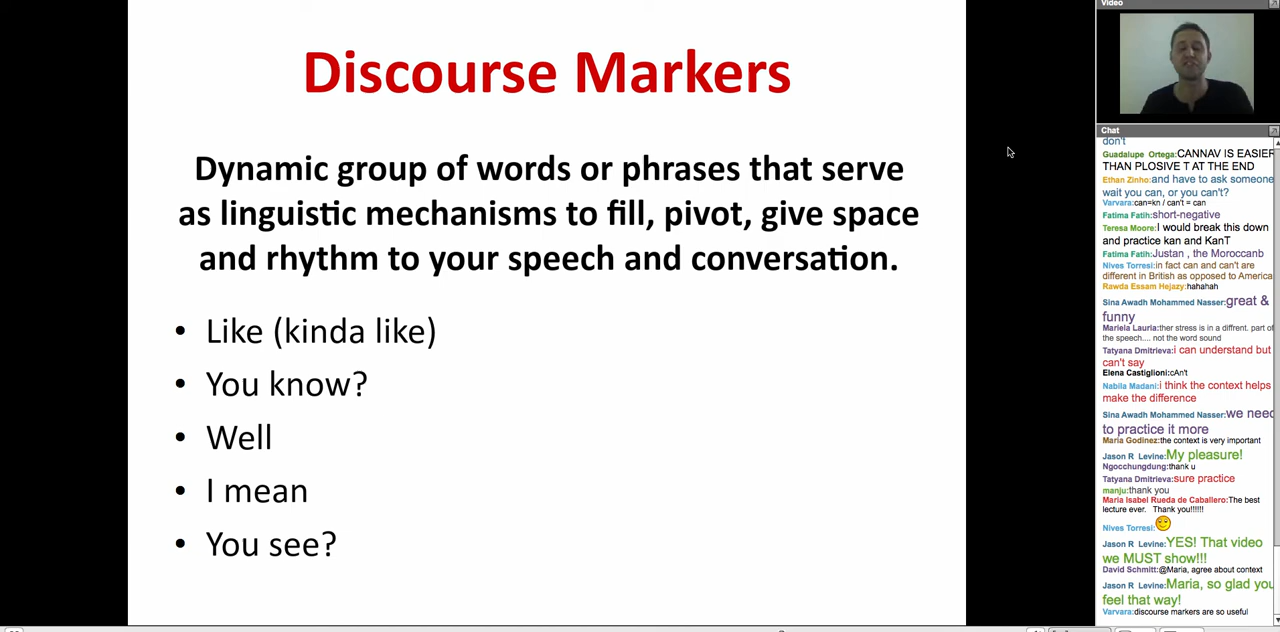 Discourse Markers
Dynamic group of words or phrases that serve
as linguistic mechanisms to fill, pivot, give space
and rhythm to your speech and conversation.
• Like (kinda like)
• You know?
• Well
• I mean
• You see?
Video
Chat
don't
Guadalupe Ortega:CANNAV IS EASIER
THAN PLOSIVE T AT THE END
Ethan Zinho:and have to ask someone
wait you can, or you can't?
Varvara:can=kn / can't = can
Fatima Fatih:short-negative
Teresa Moore:I would break this down
and practice kan and KanT
Fatima Fatih:Justan , the Moroccanb
Nives Torresi:in fact can and can't are
different in British as opposed to America
Rawda Essam Hejazy:hahahah
Sina Awadh Mohammed Nasser:great &
funny
Mariela Lauria:ther stress is in a diffrent. part of
the speech.... not the word sound
Tatyana Dmitrieva:i can understand but
can't say
Elena Castiglioni:cAn't
Nabila Madani:i think the context helps
make the difference
Sina Awadh Mohammed Nasser:we need
to practice it more
Maria Godinez:the context is very important
Jason R Levine:My pleasure!
Ngocchungdung:thank u
Tatyana Dmitrieva:sure practice
manju:thank you
Maria Isabel Rueda de Caballero:The best
lecture ever. Thank you!!!!!!
Nives Torresi:
Jason R Levine:YES! That video
we MUST show!!!
David Schmitt:@Maria, agree about context
Jason R Levine:Maria, so glad you
feel that way!
Varvara:discourse markers are so useful